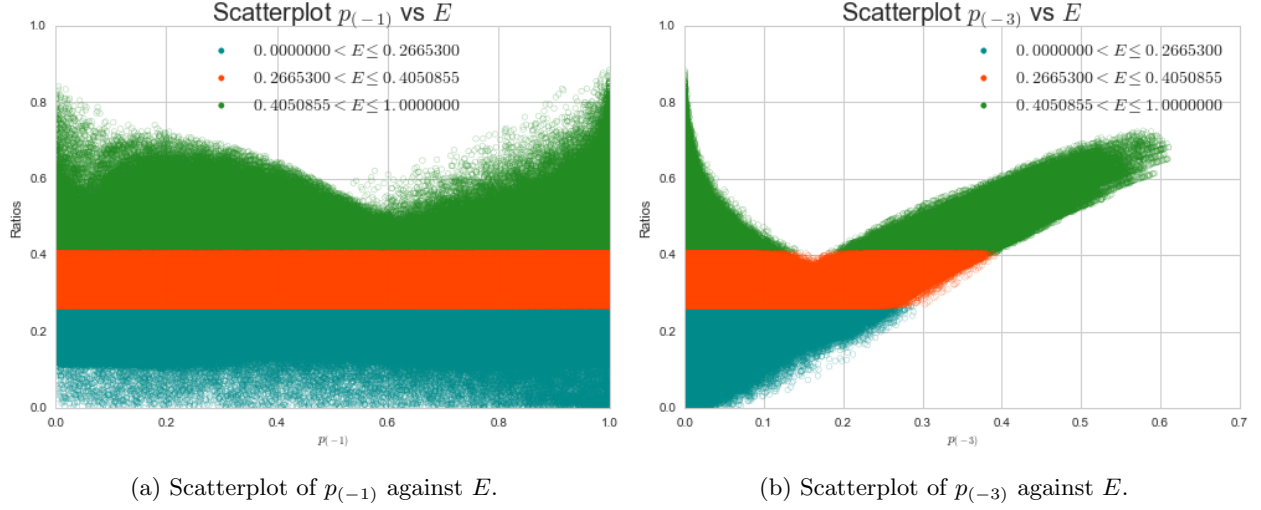 Scatterplot p(−1) vs E
1.0
0.8
0.6
0.4
0.2
0.0
Ratios
0.0000000 < E ≤ 0.2665300
0.2665300 < E ≤ 0.4050855
0.4050855 < E ≤ 1.0000000
0.0 0.2 0.4 0.6 0.8 1.0
p(−1)
(a) Scatterplot of p(−1) against E.
Scatterplot p(−3) vs E
1.0
0.8
0.6
0.4
0.2
0.0
Ratios
0.0000000 < E ≤ 0.2665300
0.2665300 < E ≤ 0.4050855
0.4050855 < E ≤ 1.0000000
0.0 0.1 0.2 0.3 0.4 0.5 0.6 0.7
p(−3)
(b) Scatterplot of p(−3) against E.